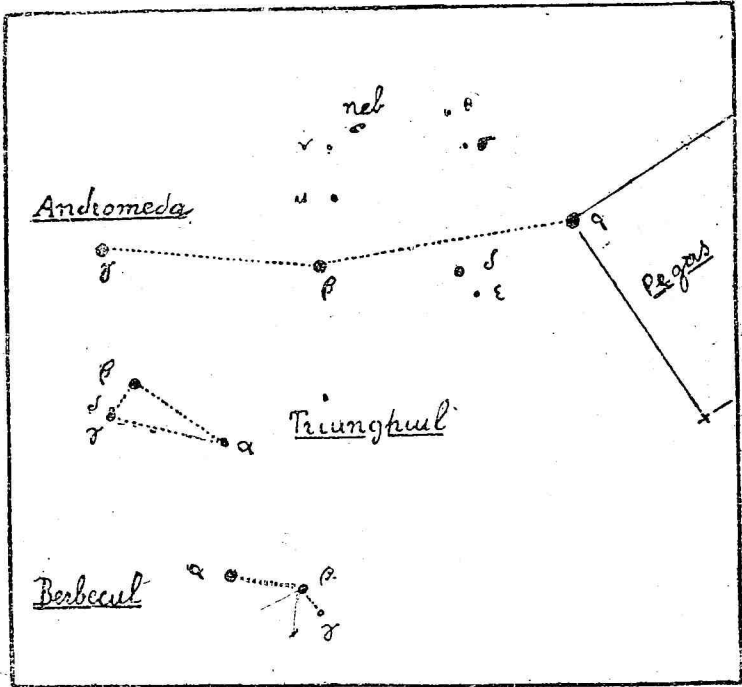 neb
θ
ν
σ
Andromeda
υ
α
γ
β
δ
ε
Pegas
β
δ
γ
α
Triunghiul
Berbecul
α
β
γ